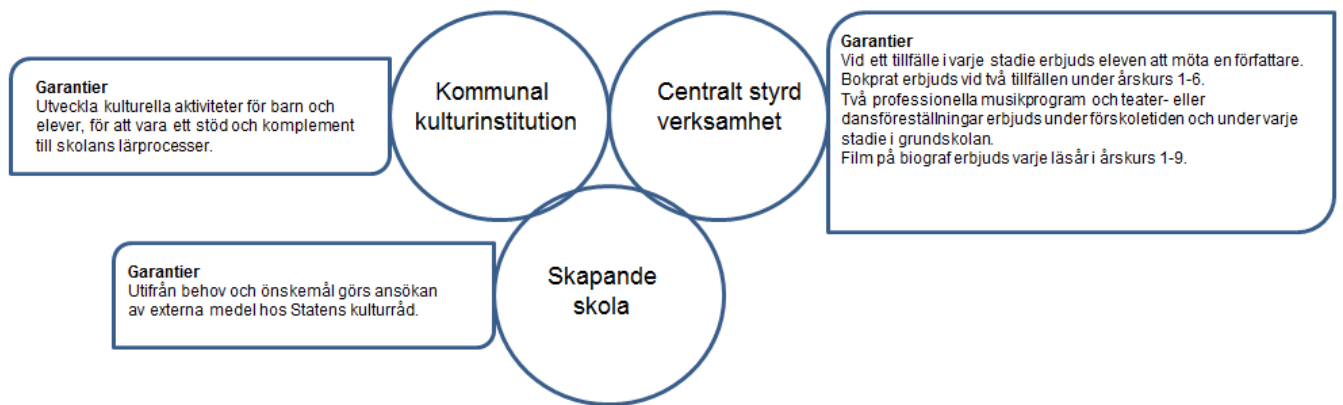 Garantier
Utveckla kulturella aktiviteter för barn och
elever, för att vara ett stöd och komplement
till skolans lärprocesser.
Kommunal
kulturinstitution
Centralt styrd
verksamhet
Garantier
Vid ett tillfälle i varje stadie erbjuds eleven att möta en författare.
Bokprat erbjuds vid två tillfällen under årskurs 1-6.
Två professionella musikprogram och teater- eller
dansföreställningar erbjuds under förskoletiden och under varje
stadie i grundskolan.
Film på biograf erbjuds varje läsår i årskurs 1-9.
Garantier
Utifrån behov och önskemål görs ansökan
av externa medel hos Statens kulturråd.
Skapande
skola